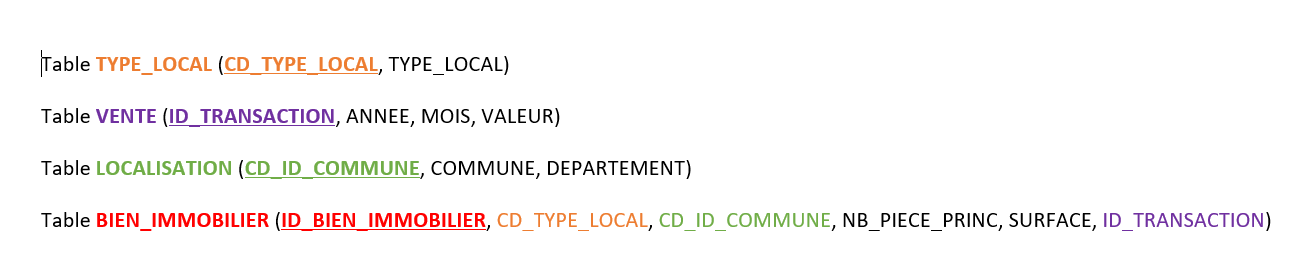 Table TYPE_LOCAL (CD_TYPE_LOCAL, TYPE_LOCAL)
Table VENTE (ID_TRANSACTION, ANNEE, MOIS, VALEUR)
Table LOCALISATION (CD_ID_COMMUNE, COMMUNE, DEPARTEMENT)
Table BIEN_IMMOBILIER (ID_BIEN_IMMOBILIER, CD_TYPE_LOCAL, CD_ID_COMMUNE, NB_PIECE_PRINC, SURFACE, ID_TRANSACTION)